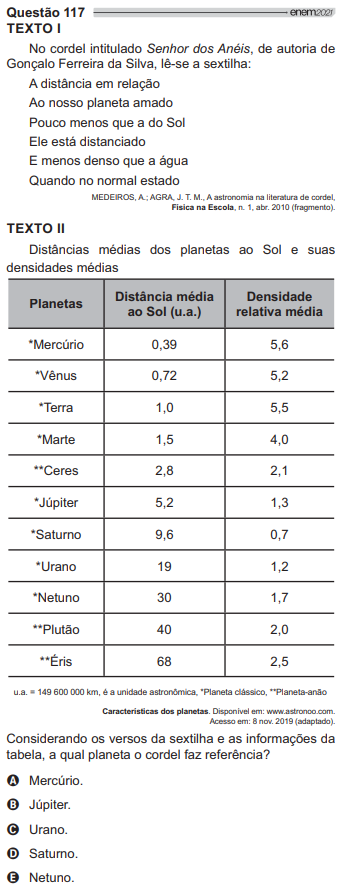 Questão 117 enem2021
TEXTO I
No cordel intitulado Senhor dos Anéis, de autoria de
Gonçalo Ferreira da Silva, lê-se a sextilha:
A distância em relação
Ao nosso planeta amado
Pouco menos que a do Sol
Ele está distanciado
E menos denso que a água
Quando no normal estado
MEDEIROS, A.; AGRA, J. T. M., A astronomia na literatura de cordel,
Física na Escola, n. 1, abr. 2010 (fragmento).
TEXTO II
Distâncias médias dos planetas ao Sol e suas
densidades médias
Planetas Distância média ao Sol (u.a.) Densidade relativa média
*Mercúrio 0,39 5,6
*Vênus 0,72 5,2
*Terra 1,0 5,5
*Marte 1,5 4,0
**Ceres 2,8 2,1
*Júpiter 5,2 1,3
*Saturno 9,6 0,7
*Urano 19 1,2
*Netuno 30 1,7
**Plutão 40 2,0
**Éris 68 2,5
u.a. = 149 600 000 km, é a unidade astronômica, *Planeta clássico, **Planeta-anão
Características dos planetas. Disponível em: www.astronoo.com.
Acesso em: 8 nov. 2019 (adaptado).
Considerando os versos da sextilha e as informações da
tabela, a qual planeta o cordel faz referência?
A Mercúrio.
B Júpiter.
C Urano.
D Saturno.
E Netuno.